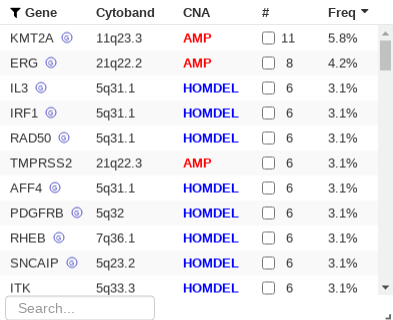 Gene Cytoband CNA # Freq
KMT2A G 11q23.3 AMP 11 5.8%
ERG G 21q22.2 AMP 8 4.2%
IL3 G 5q31.1 HOMDEL 6 3.1%
IRF1 G 5q31.1 HOMDEL 6 3.1%
RAD50 G 5q31.1 HOMDEL 6 3.1%
TMPRSS2 21q22.3 AMP 6 3.1%
AFF4 G 5q31.1 HOMDEL 6 3.1%
PDGFRB G 5q32 HOMDEL 6 3.1%
RHEB G 7q36.1 HOMDEL 6 3.1%
SNCAIP G 5q23.2 HOMDEL 6 3.1%
ITK 5q33.3 HOMDEL 6 3.1%
Search...